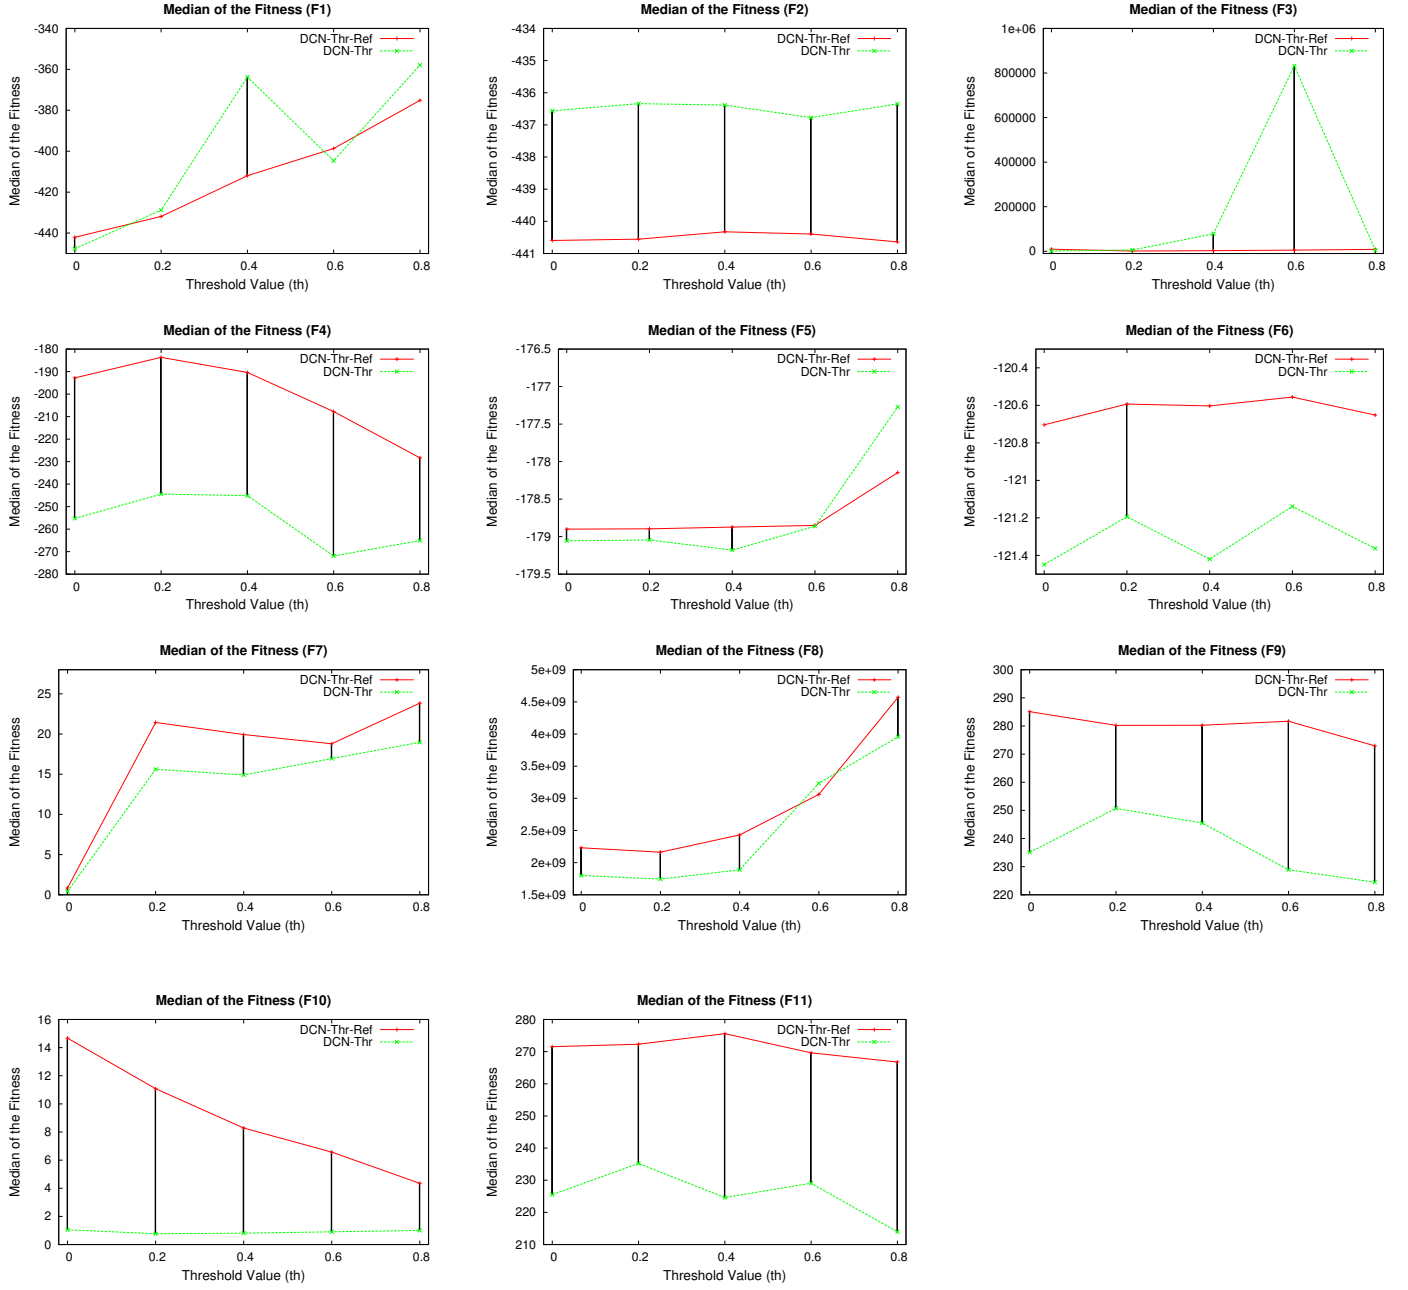 Median of the Fitness (F1)
Median of the Fitness
-340
-360
-380
-400
-420
-440
DCN-Thr-Ref
DCN-Thr
0 0.2 0.4 0.6 0.8
Threshold Value (th)
Median of the Fitness (F2)
Median of the Fitness
-434
-435
-436
-437
-438
-439
-440
-441
DCN-Thr-Ref
DCN-Thr
0 0.2 0.4 0.6 0.8
Threshold Value (th)
Median of the Fitness (F3)
Median of the Fitness
1e+06
800000
600000
400000
200000
0
DCN-Thr-Ref
DCN-Thr
0 0.2 0.4 0.6 0.8
Threshold Value (th)
Median of the Fitness (F4)
Median of the Fitness
-180
-190
-200
-210
-220
-230
-240
-250
-260
-270
-280
DCN-Thr-Ref
DCN-Thr
0 0.2 0.4 0.6 0.8
Threshold Value (th)
Median of the Fitness (F5)
Median of the Fitness
-176.5
-177
-177.5
-178
-178.5
-179
-179.5
DCN-Thr-Ref
DCN-Thr
0 0.2 0.4 0.6 0.8
Threshold Value (th)
Median of the Fitness (F6)
Median of the Fitness
-120.4
-120.6
-120.8
-121
-121.2
-121.4
DCN-Thr-Ref
DCN-Thr
0 0.2 0.4 0.6 0.8
Threshold Value (th)
Median of the Fitness (F7)
Median of the Fitness
25
20
15
10
5
0
DCN-Thr-Ref
DCN-Thr
0 0.2 0.4 0.6 0.8
Threshold Value (th)
Median of the Fitness (F8)
Median of the Fitness
5e+09
4.5e+09
4e+09
3.5e+09
3e+09
2.5e+09
2e+09
1.5e+09
DCN-Thr-Ref
DCN-Thr
0 0.2 0.4 0.6 0.8
Threshold Value (th)
Median of the Fitness (F9)
Median of the Fitness
300
290
280
270
260
250
240
230
220
DCN-Thr-Ref
DCN-Thr
0 0.2 0.4 0.6 0.8
Threshold Value (th)
Median of the Fitness (F10)
Median of the Fitness
16
14
12
10
8
6
4
2
0
DCN-Thr-Ref
DCN-Thr
0 0.2 0.4 0.6 0.8
Threshold Value (th)
Median of the Fitness (F11)
Median of the Fitness
280
270
260
250
240
230
220
210
DCN-Thr-Ref
DCN-Thr
0 0.2 0.4 0.6 0.8
Threshold Value (th)